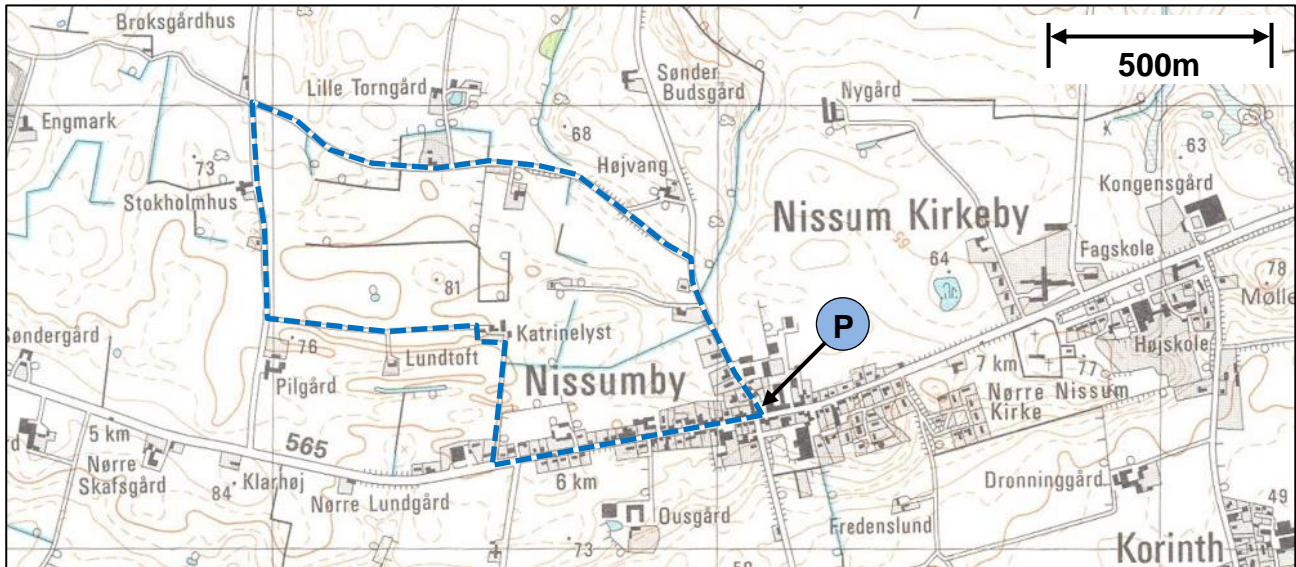 Broksgårdhus
500m
Lille Torngård
Sønder
Budsgård
Nygård
Engmark
68
63
73
Højvang
Kongensgård
Stokholmhus
Nissum Kirkeby
65
64
Fagskole
78
81
Mølle
P
Søndergård
76
Katrinelyst
Lundtoft
Højskole
Pilgård
Nissumby
7 km
77
Nørre Nissum
Kirke
5 km
565
Nørre
Skafsgård
84
Klarhøj
6 km
Dronninggård
Nørre Lundgård
Ousgård
Fredenslund
49
73
Korinth